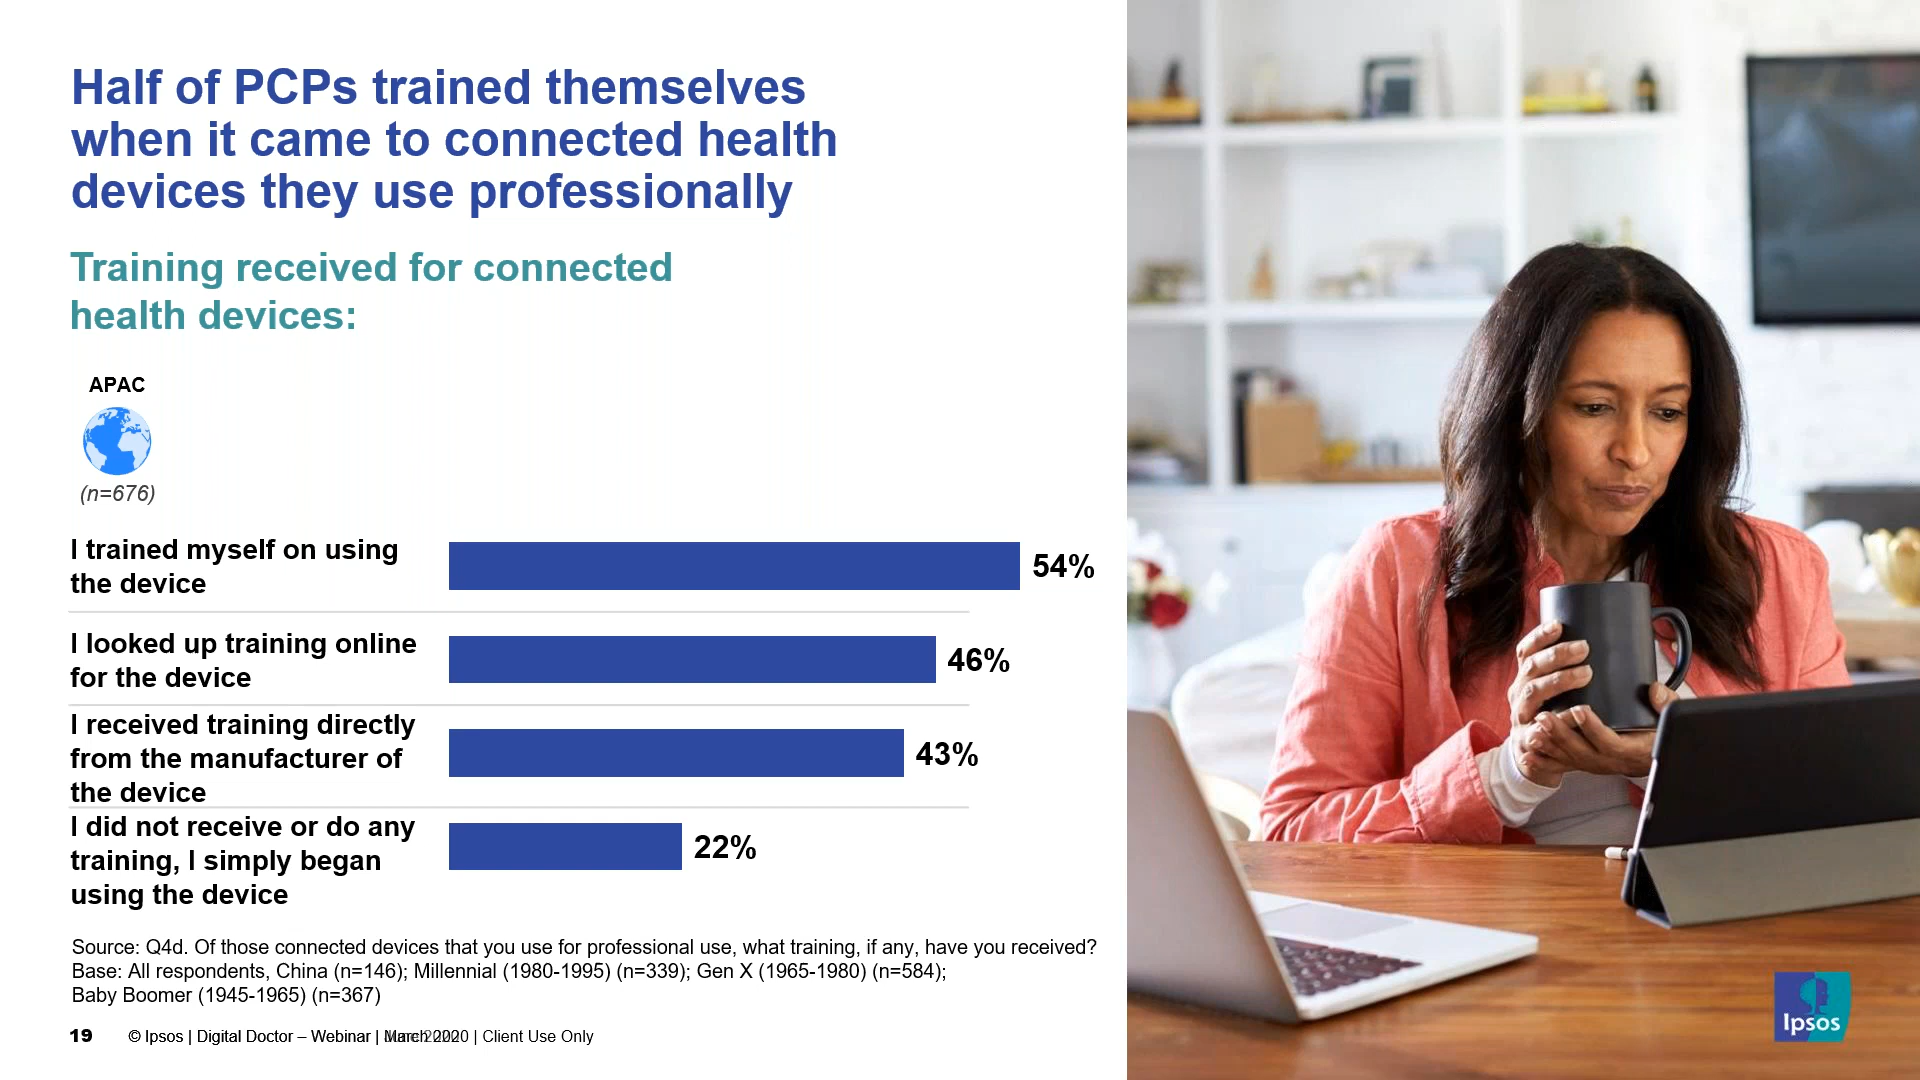 Half of PCPs trained themselves
when it came to connected health
devices they use professionally
Training received for connected
health devices:
APAC
(n=676)
I trained myself on using
the device
54%
I looked up training online
for the device
46%
I received training directly
from the manufacturer of
the device
43%
I did not receive or do any
training, I simply began
using the device
22%
Source: Q4d. Of those connected devices that you use for professional use, what training, if any, have you received?
Base: All respondents, China (n=146); Millennial (1980-1995) (n=339); Gen X (1965-1980) (n=584);
Baby Boomer (1945-1965) (n=367)
19 © Ipsos | Digital Doctor – Webinar | 2020 | Client Use Only
Ipsos